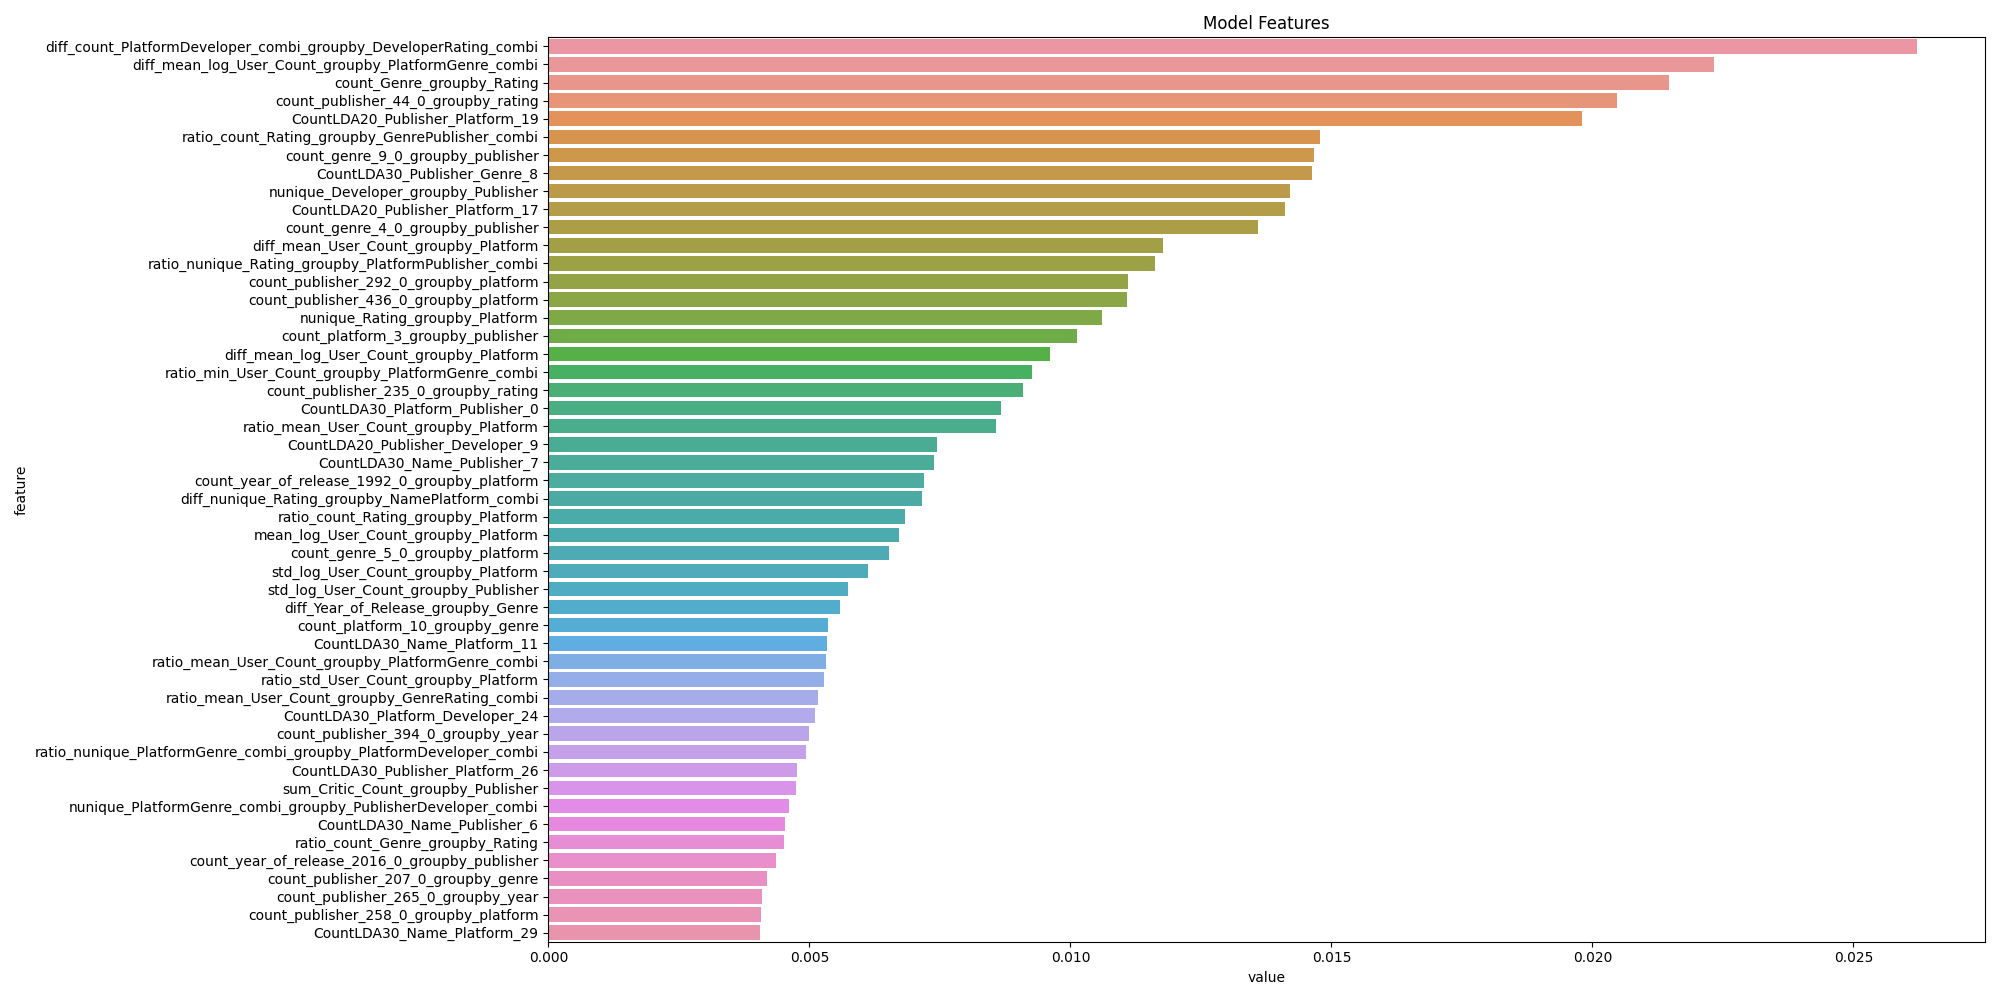 Model Features
feature
diff_count_PlatformDeveloper_combi_groupby_DeveloperRating_combi
diff_mean_log_User_Count_groupby_PlatformGenre_combi
count_Genre_groupby_Rating
count_publisher_44_0_groupby_rating
CountLDA20_Publisher_Platform_19
ratio_count_Rating_groupby_GenrePublisher_combi
count_genre_9_0_groupby_publisher
CountLDA30_Publisher_Genre_8
nunique_Developer_groupby_Publisher
CountLDA20_Publisher_Platform_17
count_genre_4_0_groupby_publisher
diff_mean_User_Count_groupby_Platform
ratio_nunique_Rating_groupby_PlatformPublisher_combi
count_publisher_292_0_groupby_platform
count_publisher_436_0_groupby_platform
nunique_Rating_groupby_Platform
count_platform_3_groupby_publisher
diff_mean_log_User_Count_groupby_Platform
ratio_min_User_Count_groupby_PlatformGenre_combi
count_publisher_235_0_groupby_rating
CountLDA30_Platform_Publisher_0
ratio_mean_User_Count_groupby_Platform
CountLDA20_Publisher_Developer_9
CountLDA30_Name_Publisher_7
count_year_of_release_1992_0_groupby_platform
diff_nunique_Rating_groupby_NamePlatform_combi
ratio_count_Rating_groupby_Platform
mean_log_User_Count_groupby_Platform
count_genre_5_0_groupby_platform
std_log_User_Count_groupby_Platform
std_log_User_Count_groupby_Publisher
diff_Year_of_Release_groupby_Genre
count_platform_10_groupby_genre
CountLDA30_Name_Platform_11
ratio_mean_User_Count_groupby_PlatformGenre_combi
ratio_std_User_Count_groupby_Platform
ratio_mean_User_Count_groupby_GenreRating_combi
CountLDA30_Platform_Developer_24
count_publisher_394_0_groupby_year
ratio_nunique_PlatformGenre_combi_groupby_PlatformDeveloper_combi
CountLDA30_Publisher_Platform_26
sum_Critic_Count_groupby_Publisher
nunique_PlatformGenre_combi_groupby_PublisherDeveloper_combi
CountLDA30_Name_Publisher_6
ratio_count_Genre_groupby_Rating
count_year_of_release_2016_0_groupby_publisher
count_publisher_207_0_groupby_genre
count_publisher_265_0_groupby_year
count_publisher_258_0_groupby_platform
CountLDA30_Name_Platform_29
0.000 0.005 0.010 0.015 0.020 0.025
value